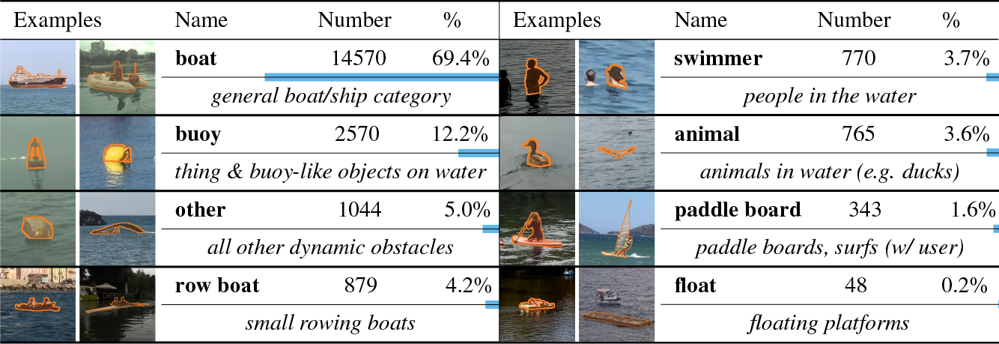 Examples Name Number % Examples Name Number %
boat 14570 69.4% swimmer 770 3.7%
general boat/ship category people in the water
buoy 2570 12.2% animal 765 3.6%
thing & buoy-like objects on water animals in water (e.g. ducks)
other 1044 5.0% paddle board 343 1.6%
all other dynamic obstacles paddle boards, surfs (w/ user)
row boat 879 4.2% float 48 0.2%
small rowing boats floating platforms